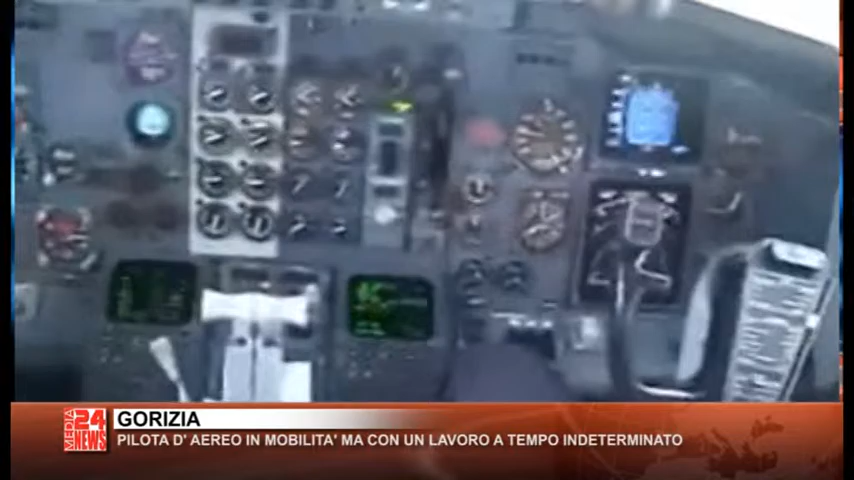 MEDIA 24 NEWS
GORIZIA
PILOTA D' AEREO IN MOBILITA' MA CON UN LAVORO A TEMPO INDETERMINATO